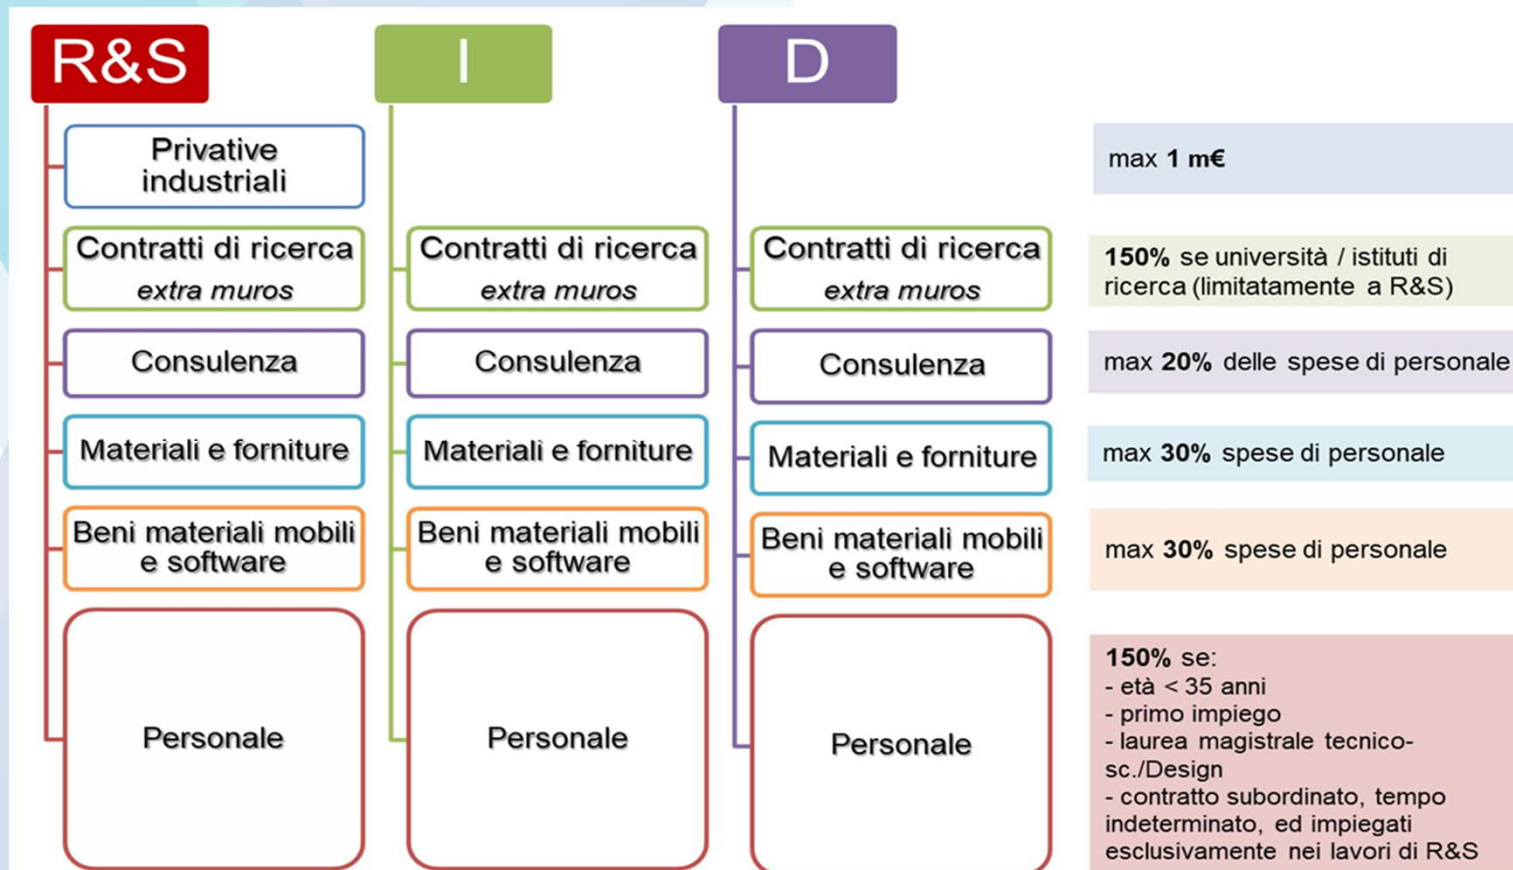 R&S
I
D
Privative
industriali
max 1 m€
Contratti di ricerca
extra muros
Contratti di ricerca
extra muros
Contratti di ricerca
extra muros
150% se università / istituti di
ricerca (limitatamente a R&S)
Consulenza
Consulenza
Consulenza
max 20% delle spese di personale
Materiali e forniture
Materiali e forniture
Materiali e forniture
max 30% spese di personale
Beni materiali mobili
e software
Beni materiali mobili
e software
Beni materiali mobili
e software
max 30% spese di personale
Personale
Personale
Personale
150% se:
- età < 35 anni
- primo impiego
- laurea magistrale tecnico-
sc./Design
- contratto subordinato, tempo
indeterminato, ed impiegati
esclusivamente nei lavori di R&S